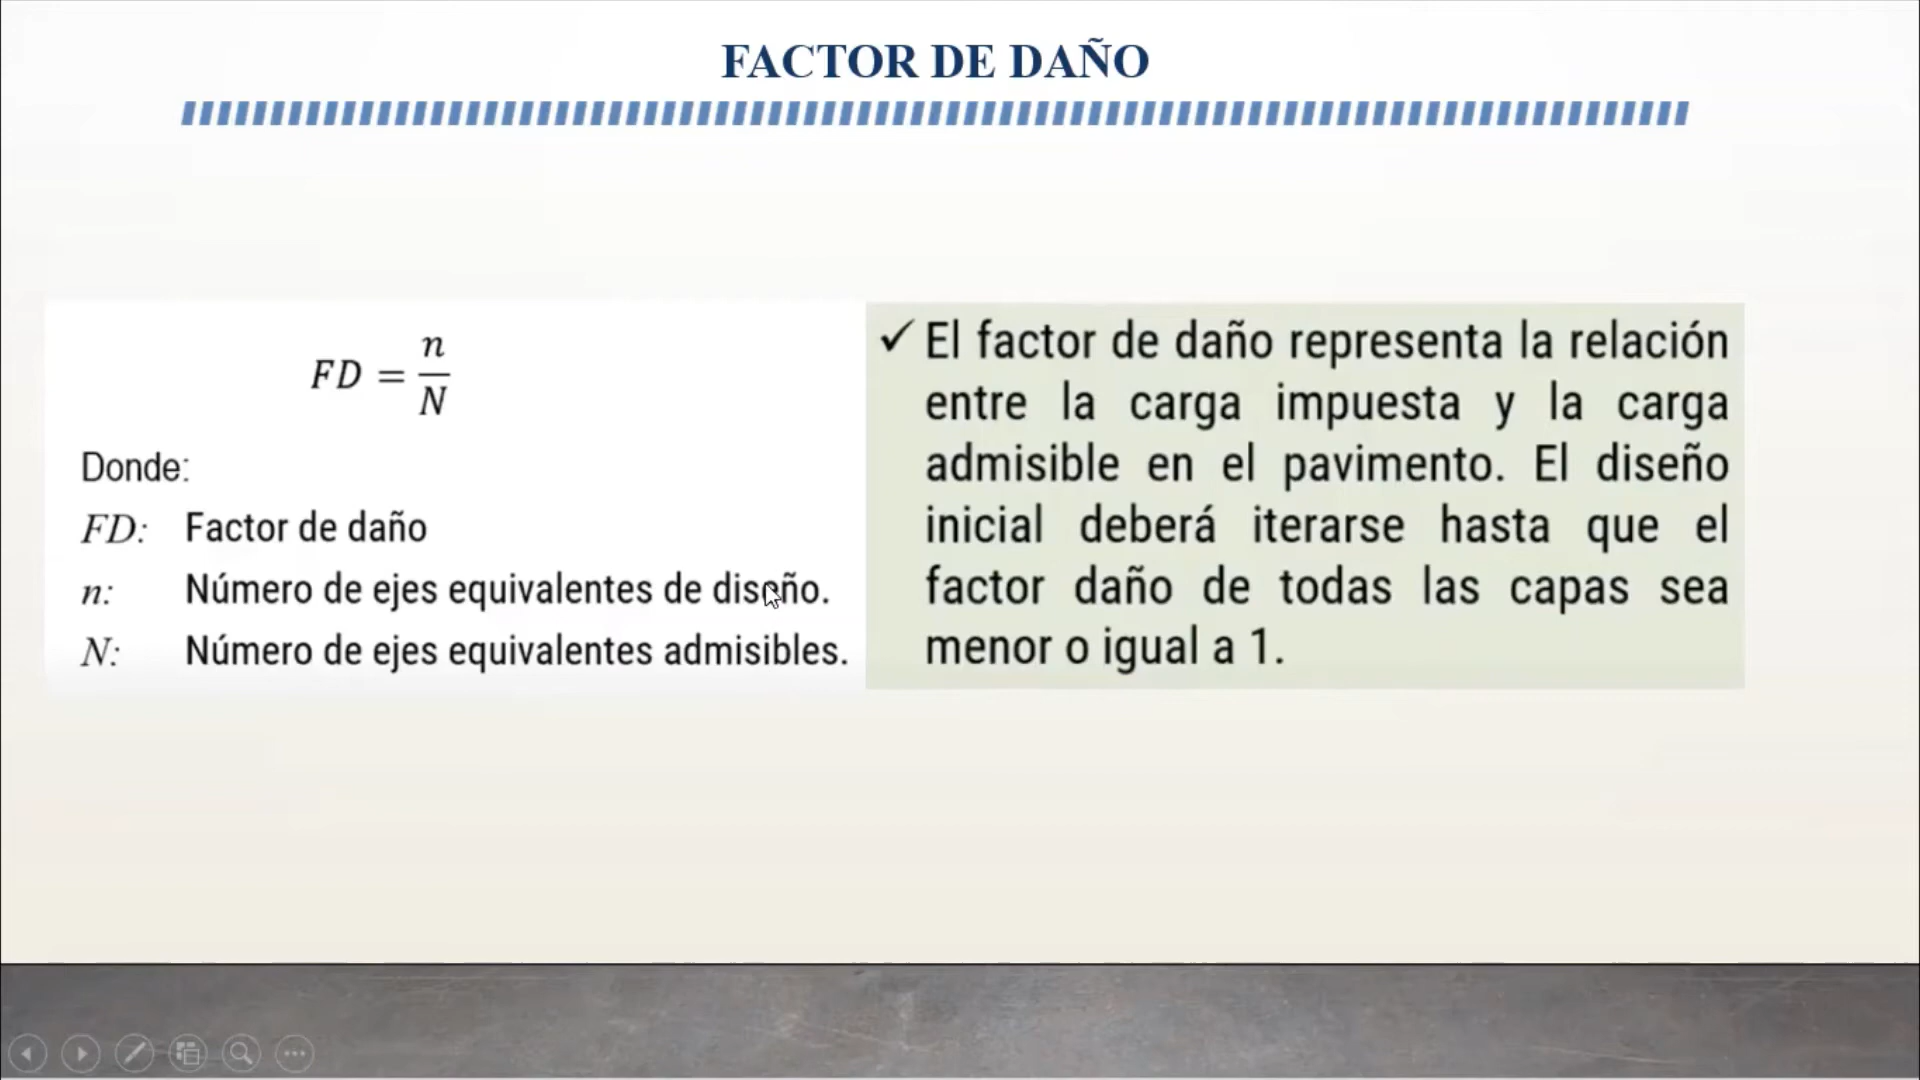 FACTOR DE DAÑO
FD = n/N
Donde:
FD: Factor de daño
n: Número de ejes equivalentes de diseño.
N: Número de ejes equivalentes admisibles.
✓ El factor de daño representa la relación
entre la carga impuesta y la carga
admisible en el pavimento. El diseño
inicial deberá iterarse hasta que el
factor daño de todas las capas sea
menor o igual a 1.